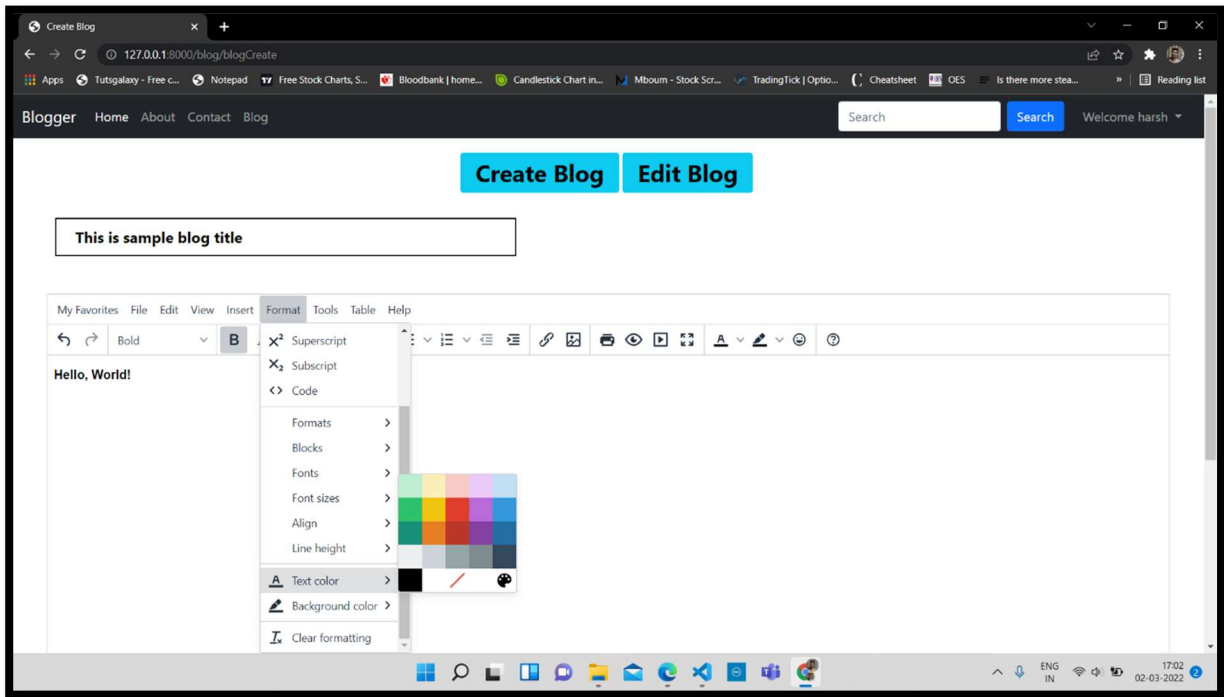 Create Blog
127.0.0.1:8000/blog/blogCreate
Apps Tutsgalaxy - Free c... Notepad Free Stock Charts, S... Bloodbank | home... Candlestick Chart in... Mboum - Stock Scr... TradingTick | Optio... Cheatsheet OES Is there more stea... » Reading list
Blogger Home About Contact Blog Search Search Welcome harsh
Create Blog Edit Blog
This is sample blog title
My Favorites File Edit View Insert Format Tools Table Help
Bold B
Hello, World!
Superscript
Subscript
Code
Formats
Blocks
Fonts
Font sizes
Align
Line height
Text color
Background color
Clear formatting
ENG
IN
17:02
02-03-2022
2